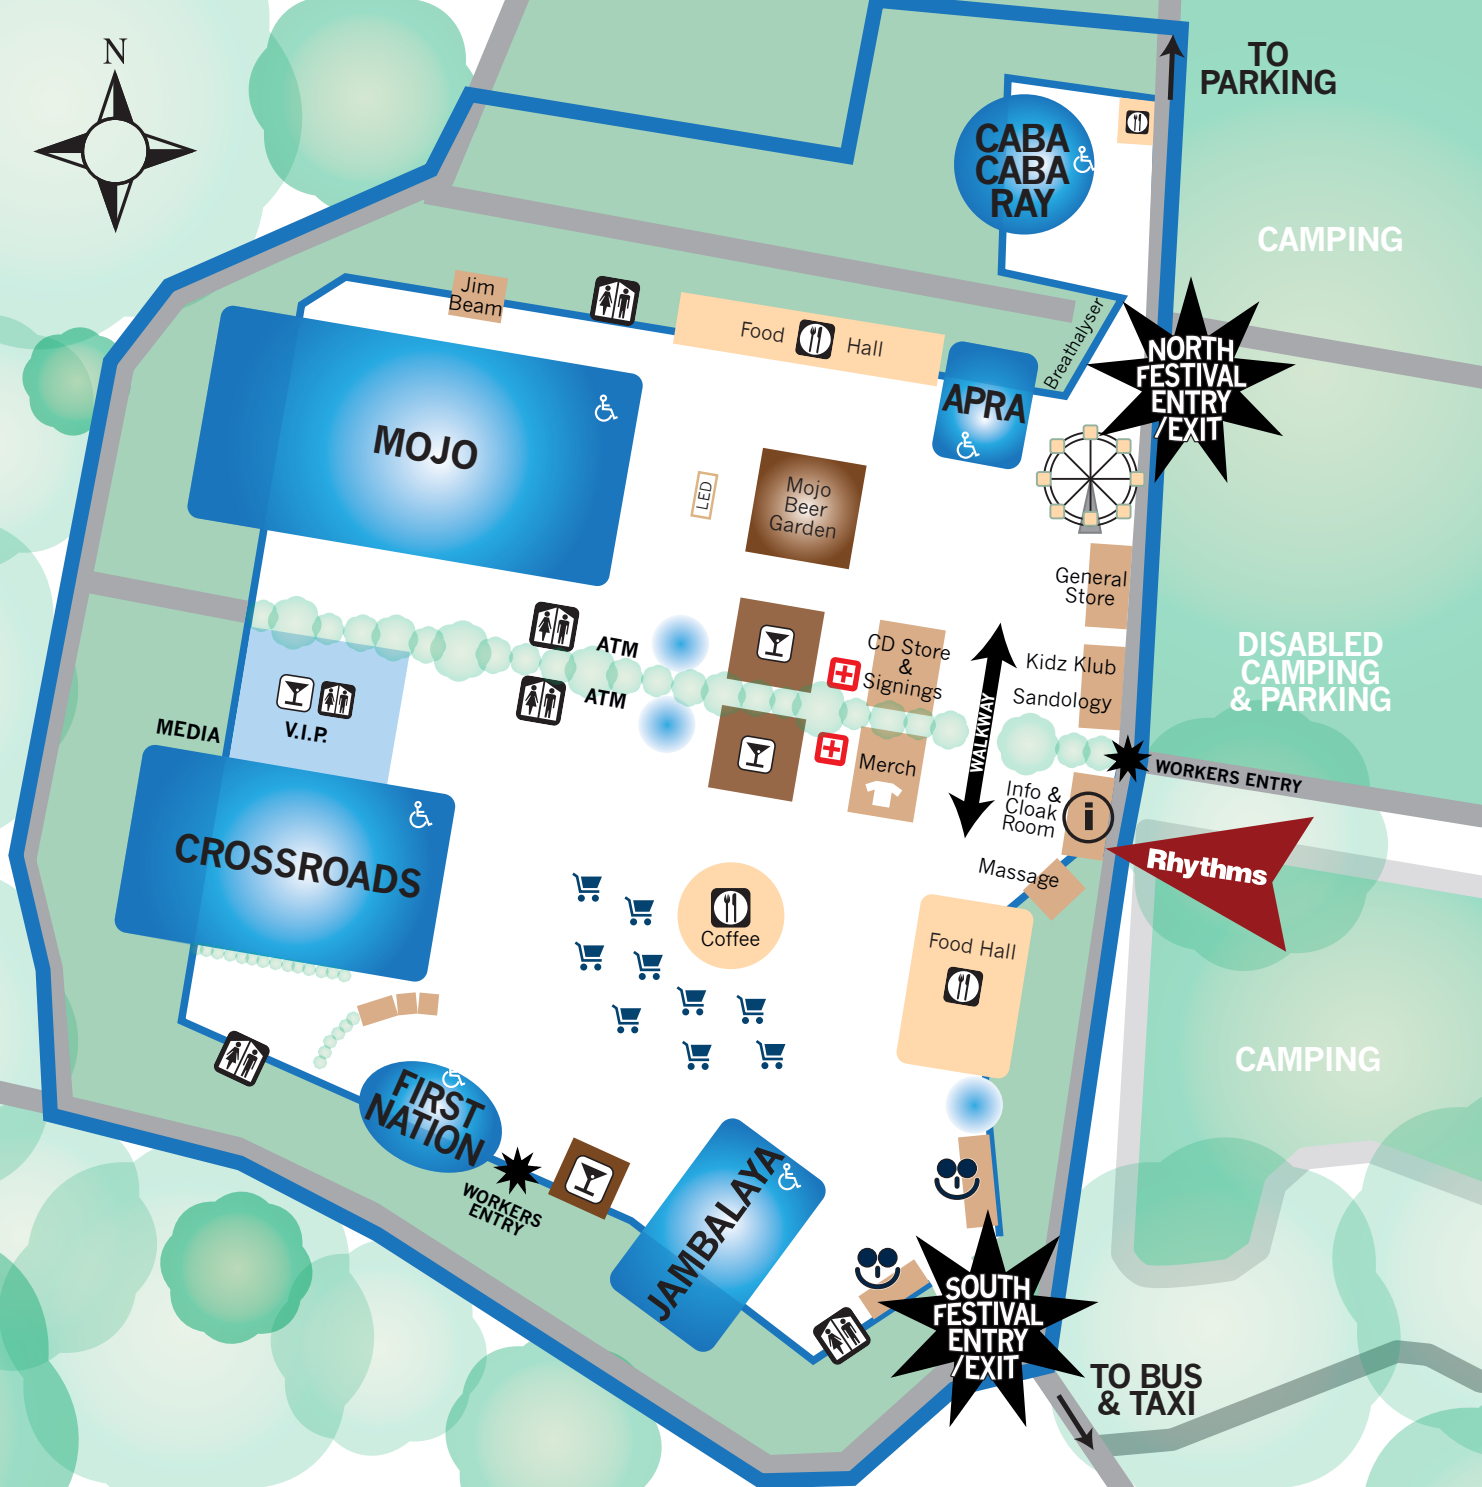 N
TO
PARKING
CABA
CABA
RAY
CAMPING
Jim
Beam
Food Hall
Breathalyser
NORTH
FESTIVAL
ENTRY
/EXIT
APRA
MOJO
LED
Mojo
Beer
Garden
General
Store
ATM
ATM
CD Store
&
Signings
Kidz Klub
Sandology
DISABLED
CAMPING
& PARKING
V.I.P.
MEDIA
WALKWAY
Merch
WORKERS ENTRY
Info &
Cloak
Room
i
Rhythms
CROSSROADS
Massage
Coffee
Food Hall
CAMPING
FIRST
NATION
WORKERS
ENTRY
JAMBALAYA
SOUTH
FESTIVAL
ENTRY
/EXIT
TO BUS
& TAXI